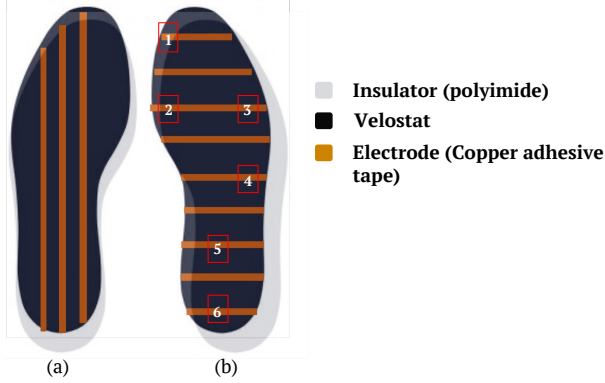 1
2
3
4
5
6
Insulator (polyimide)
Velostat
Electrode (Copper adhesive
tape)
(a)
(b)